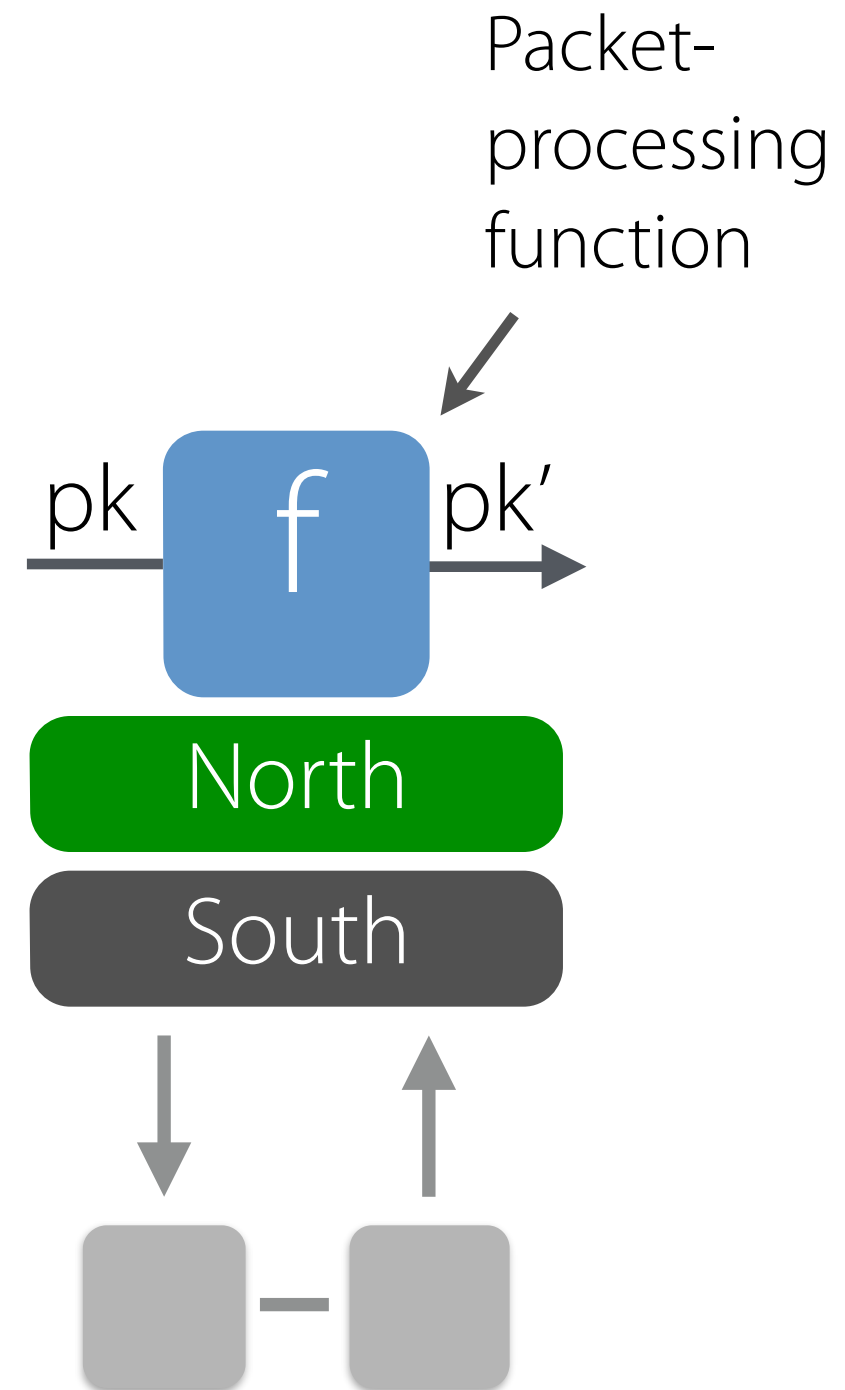 Packet-
processing
function
pk
f
pk′
North
South